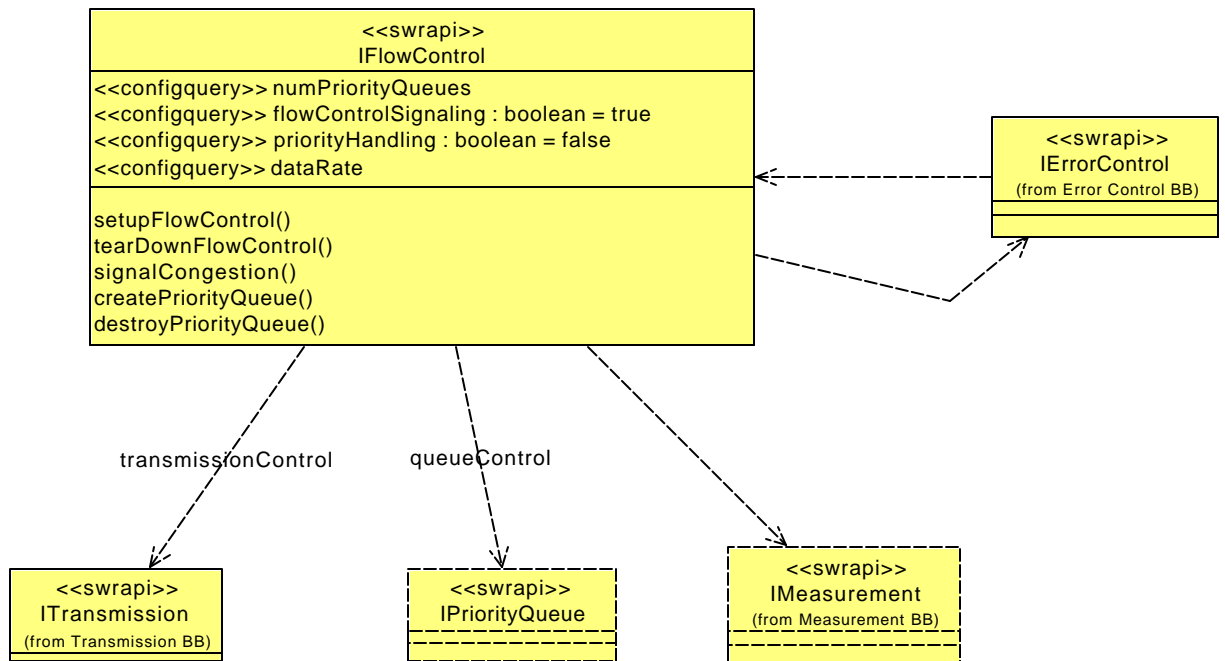 <<swrapi>>
IFlowControl
<<configquery>> numPriorityQueues
<<configquery>> flowControlSignaling : boolean = true
<<configquery>> priorityHandling : boolean = false
<<configquery>> dataRate
setupFlowControl()
tearDownFlowControl()
signalCongestion()
createPriorityQueue()
destroyPriorityQueue()
<<swrapi>>
IErrorControl
(from Error Control BB)
transmissionControl
queueControl
<<swrapi>>
ITransmission
(from Transmission BB)
<<swrapi>>
IPriorityQueue
<<swrapi>>
IMeasurement
(from Measurement BB)